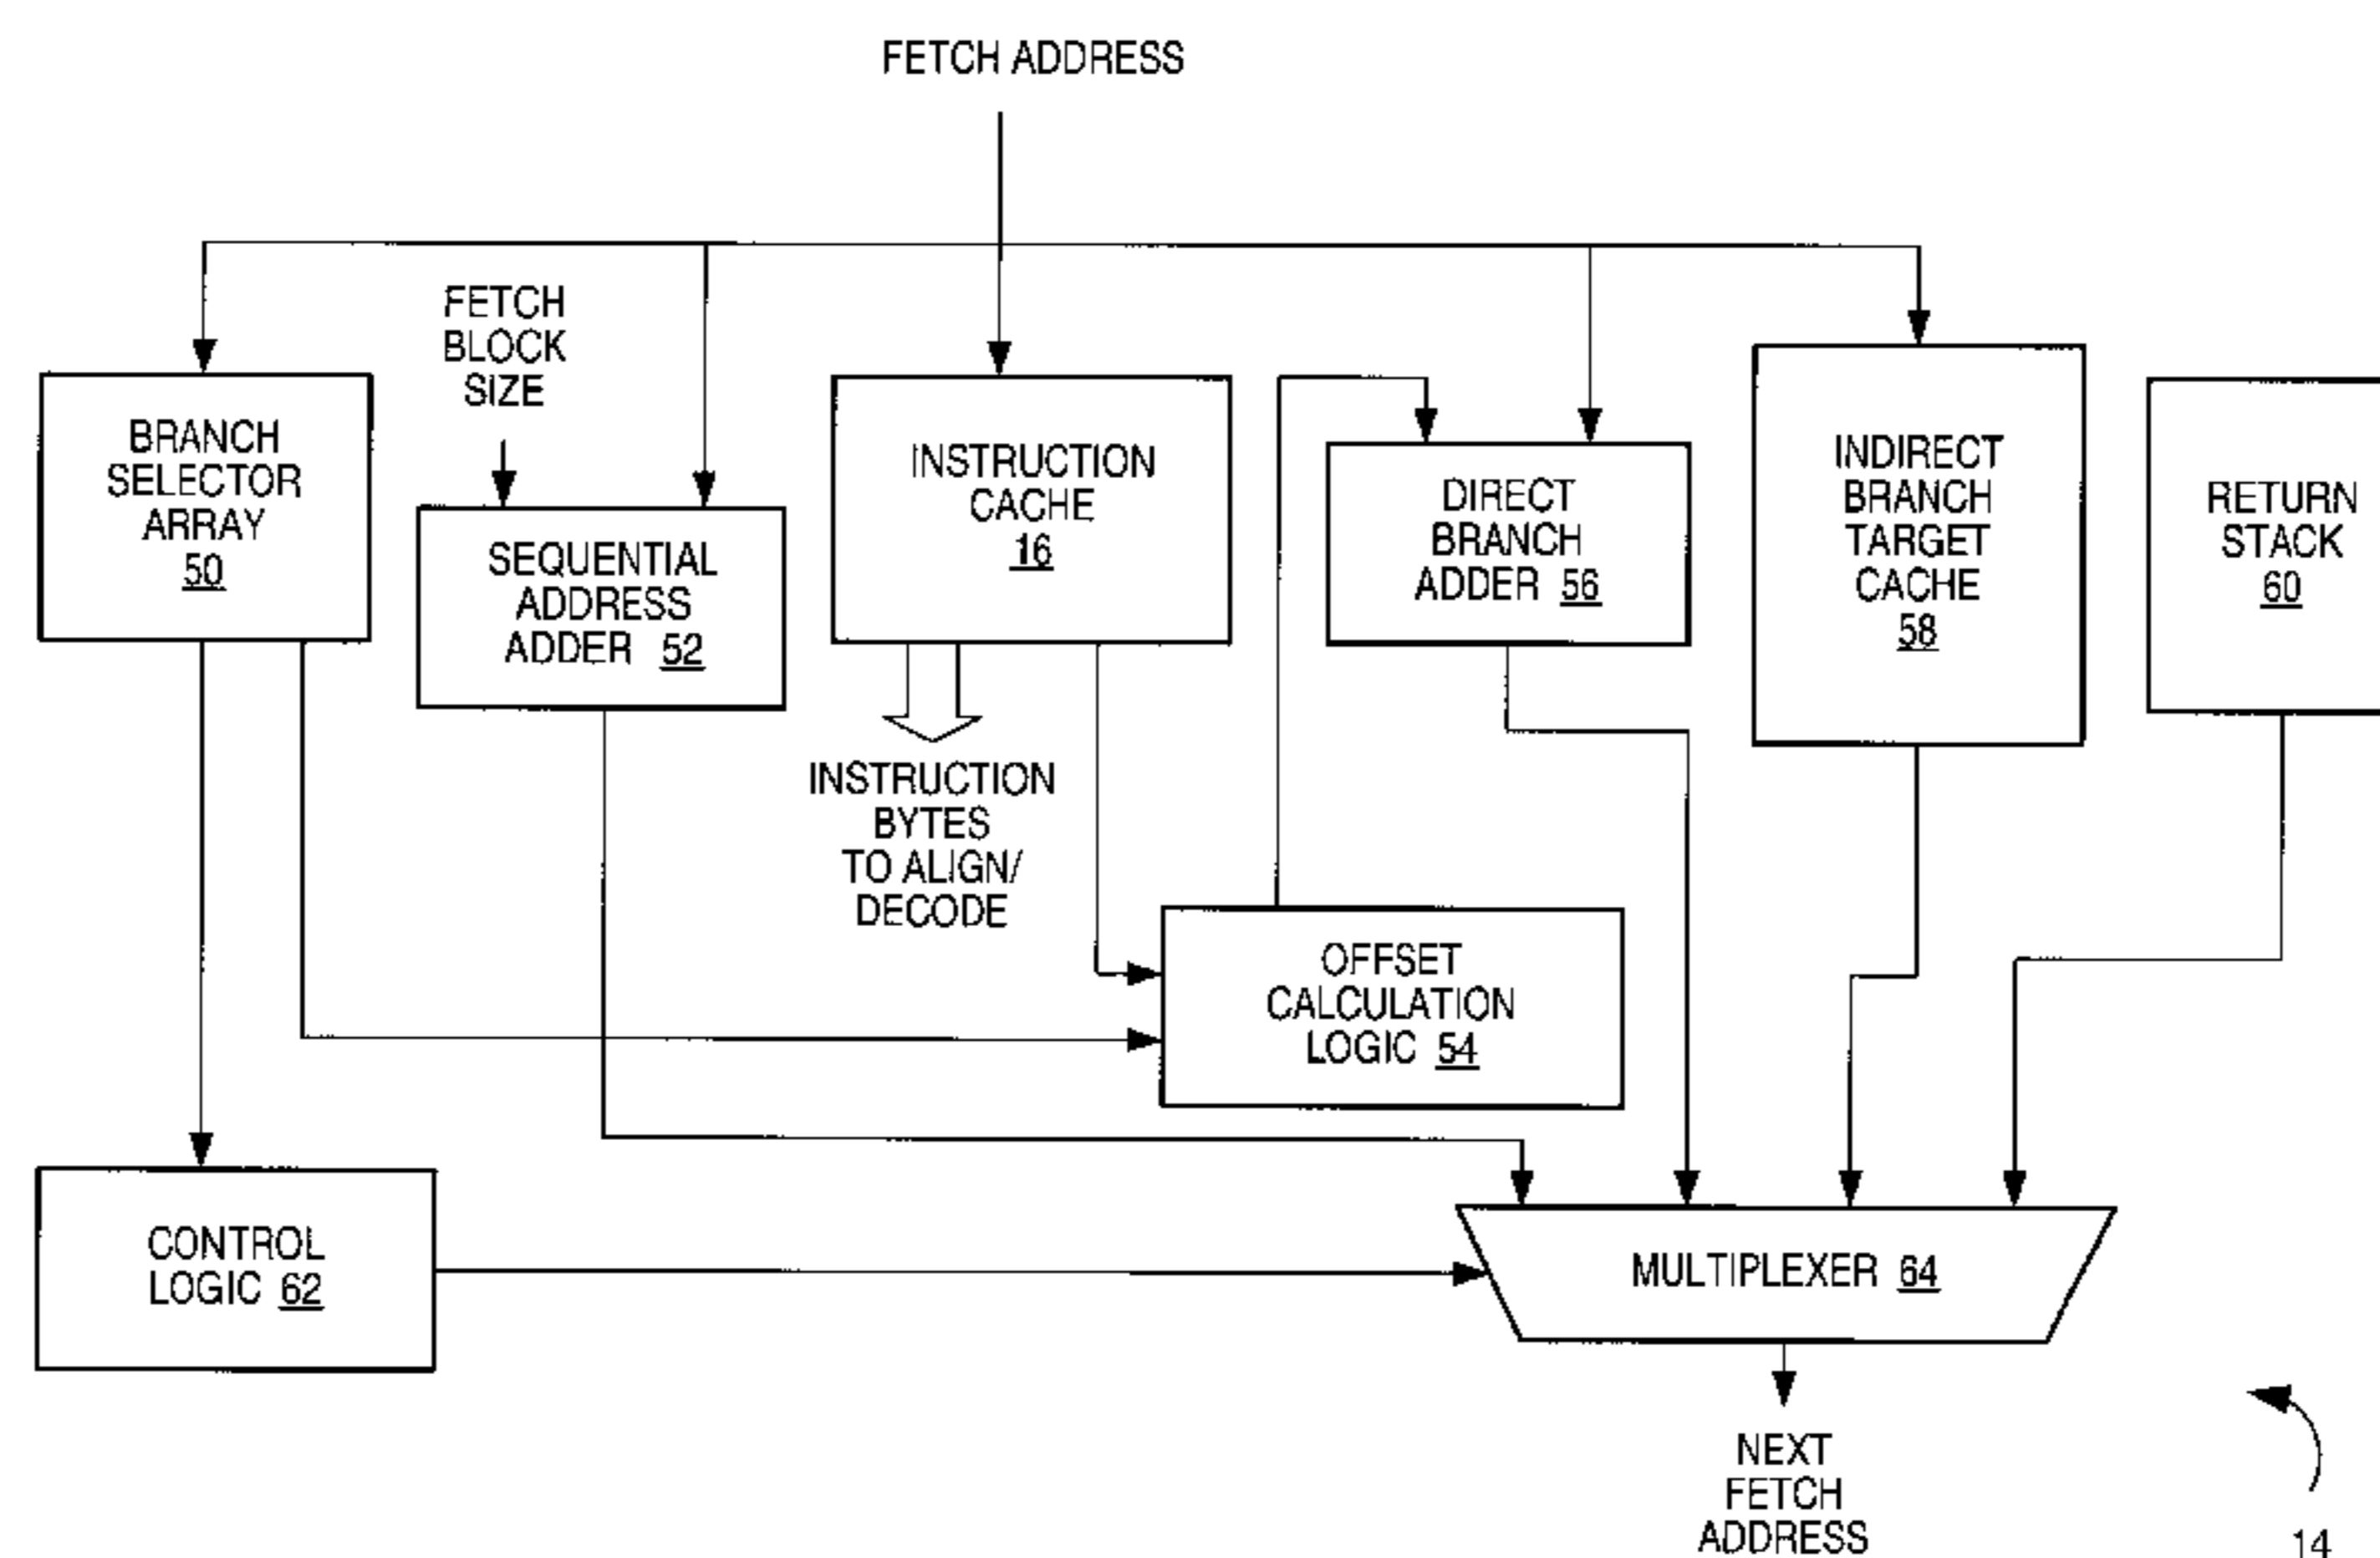 FETCH ADDRESS
FETCH
BLOCK
SIZE
BRANCH
SELECTOR
ARRAY
50
SEQUENTIAL
ADDRESS
ADDER 52
INSTRUCTION
CACHE
16
DIRECT
BRANCH
ADDER 56
INDIRECT
BRANCH
TARGET
CACHE
58
RETURN
STACK
60
INSTRUCTION
BYTES
TO ALIGN/
DECODE
OFFSET
CALCULATION
LOGIC 54
CONTROL
LOGIC 62
MULTIPLEXER 64
NEXT
FETCH
ADDRESS
14